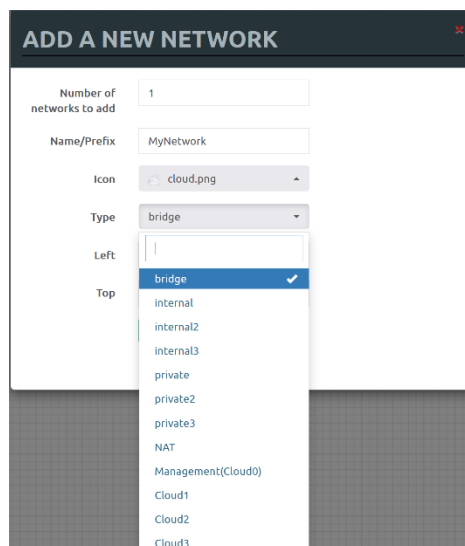 ADD A NEW NETWORK
Number of
networks to add
1
Name/Prefix
MyNetwork
Icon
cloud.png
Type
bridge
Left
bridge
Top
internal
internal2
internal3
private
private2
private3
NAT
Management(Cloud0)
Cloud1
Cloud2
Cloud3